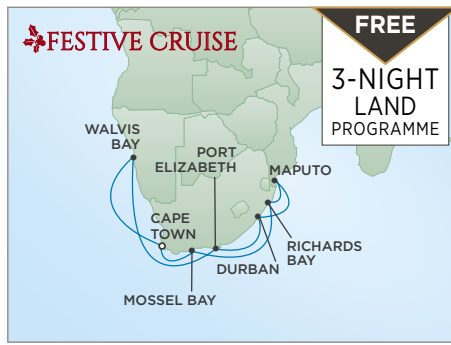 FESTIVE CRUISE
FREE
3-NIGHT
LAND
PROGRAMME
WALVIS
BAY
PORT
ELIZABETH
MAPUTO
CAPE
TOWN
RICHARDS
BAY
DURBAN
MOSSEL BAY